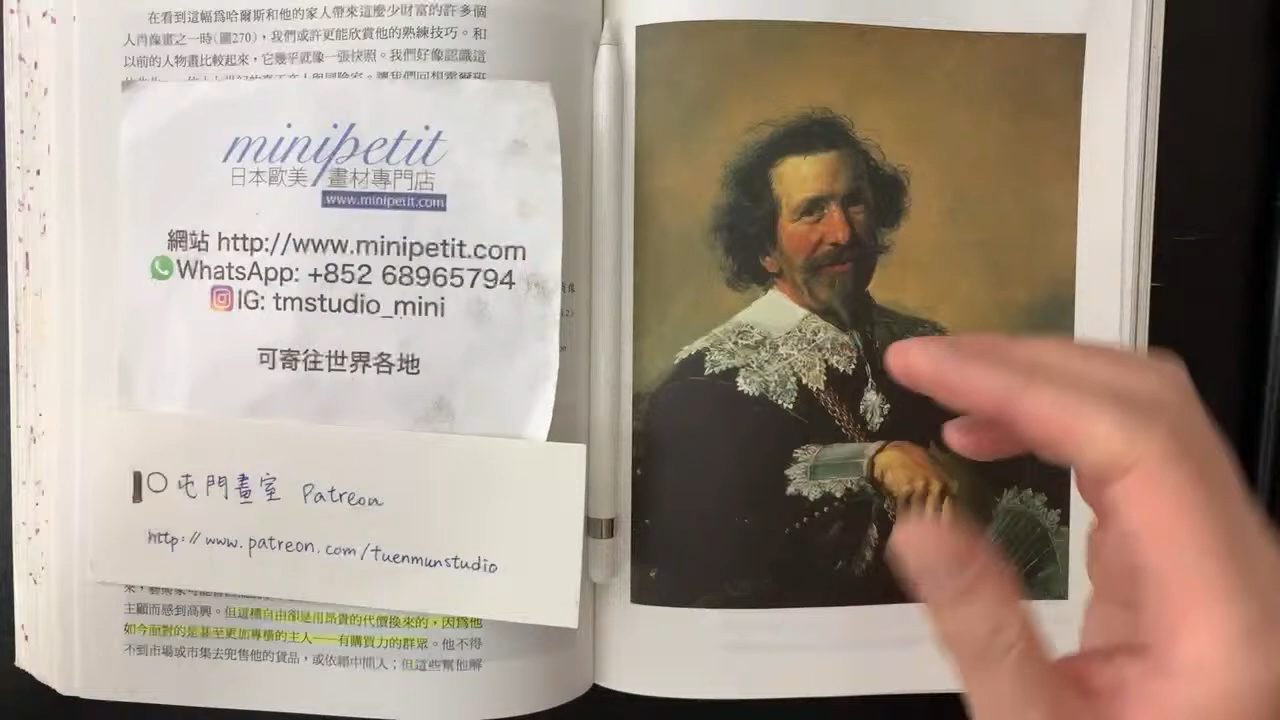 在看到這幅爲哈爾斯和他的家人帶來這麼少財富的許多個
人肖像畫之一時(圖270)，我們或許更能欣賞他的熟練技巧。和
以前的人物畫比較起來，它幾乎就像一張快照。我們好像認識這
minipetit
日本歐美 畫材專門店
www.minipetit.com
網站 http://www.minipetit.com
WhatsApp: +852 68965794
IG: tmstudio_mini
可寄往世界各地
屯門畫室 Patreon
http://www.patreon.com/tuenmunstudio
主顧而感到高興。但這種自由卻是用昂貴的代價換來的，因爲他
如今面對的是甚至更加專橫的主人——有購買力的群眾。他不得
不到市場或市集去兜售他的貨品，或依賴中間人；但這些幫他解